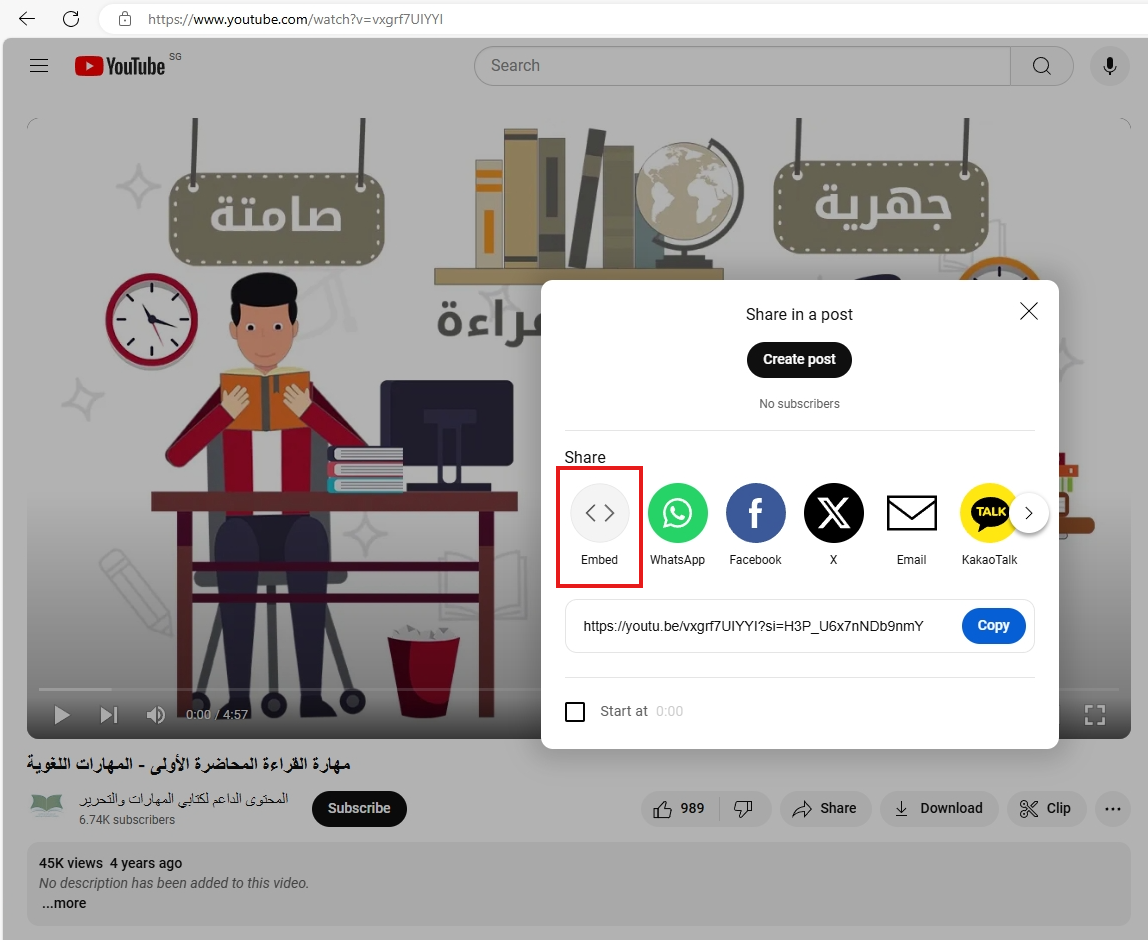 https://www.youtube.com/watch?v=vxgrf7UIYYI
YouTube SG
Search
صامتة
جهرية
Share in a post
Create post
No subscribers
Share
Embed
WhatsApp
Facebook
X
Email
TALK
KakaoTalk
https://youtu.be/vxgrf7UIYYI?si=H3P_U6x7nNDb9nmY
Copy
Start at 0:00
0:00 / 4:57
مهارة القراءة المحاضرة الأولى - المهارات اللغوية
المحتوى الداعم لكتابي المهارات والتحرير
6.74K subscribers
Subscribe
989
Share
Download
Clip
45K views 4 years ago
No description has been added to this video.
...more